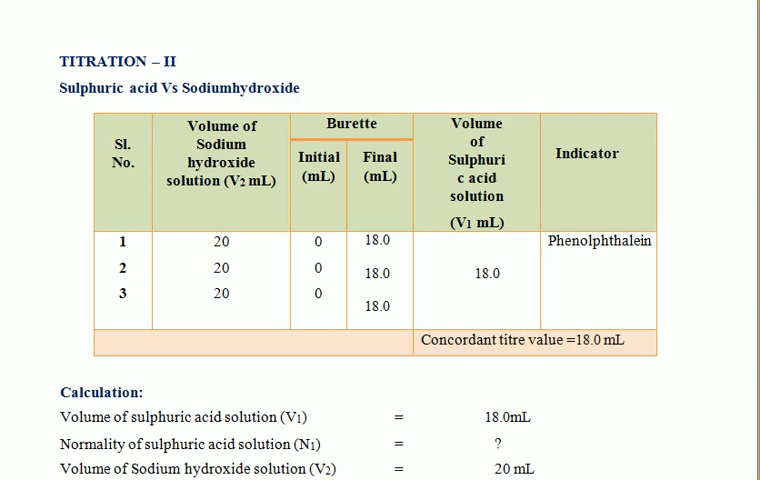 TITRATION – II
Sulphuric acid Vs Sodiumhydroxide
Sl. No. Volume of Sodium hydroxide solution (V2 mL) Burette Initial (mL) Final (mL) Volume of Sulphuri c acid solution (V1 mL) Indicator
1 20 0 18.0 Phenolphthalein
2 20 0 18.0 18.0
3 20 0 18.0
Concordant titre value =18.0 mL
Calculation:
Volume of sulphuric acid solution (V1) = 18.0mL
Normality of sulphuric acid solution (N1) = ?
Volume of Sodium hydroxide solution (V2) = 20 mL